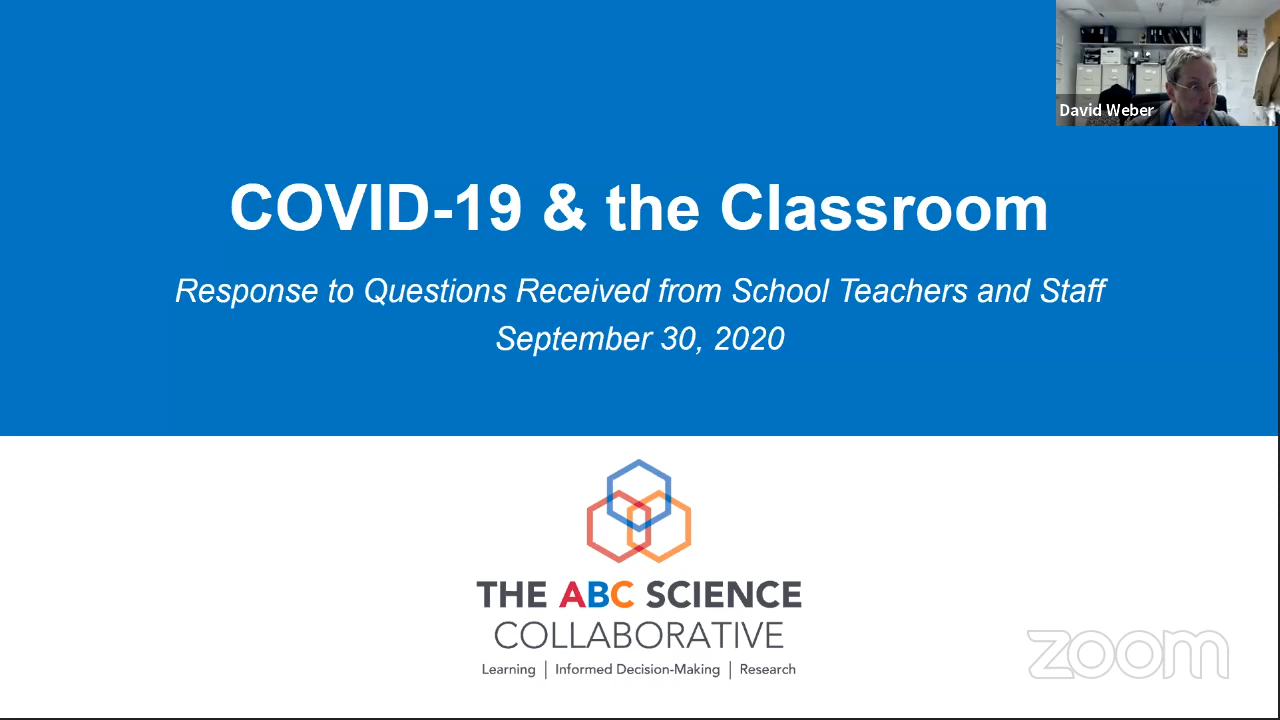 David Weber
COVID-19 & the Classroom
Response to Questions Received from School Teachers and Staff
September 30, 2020
THE ABC SCIENCE
COLLABORATIVE
Learning | Informed Decision-Making | Research
zoom